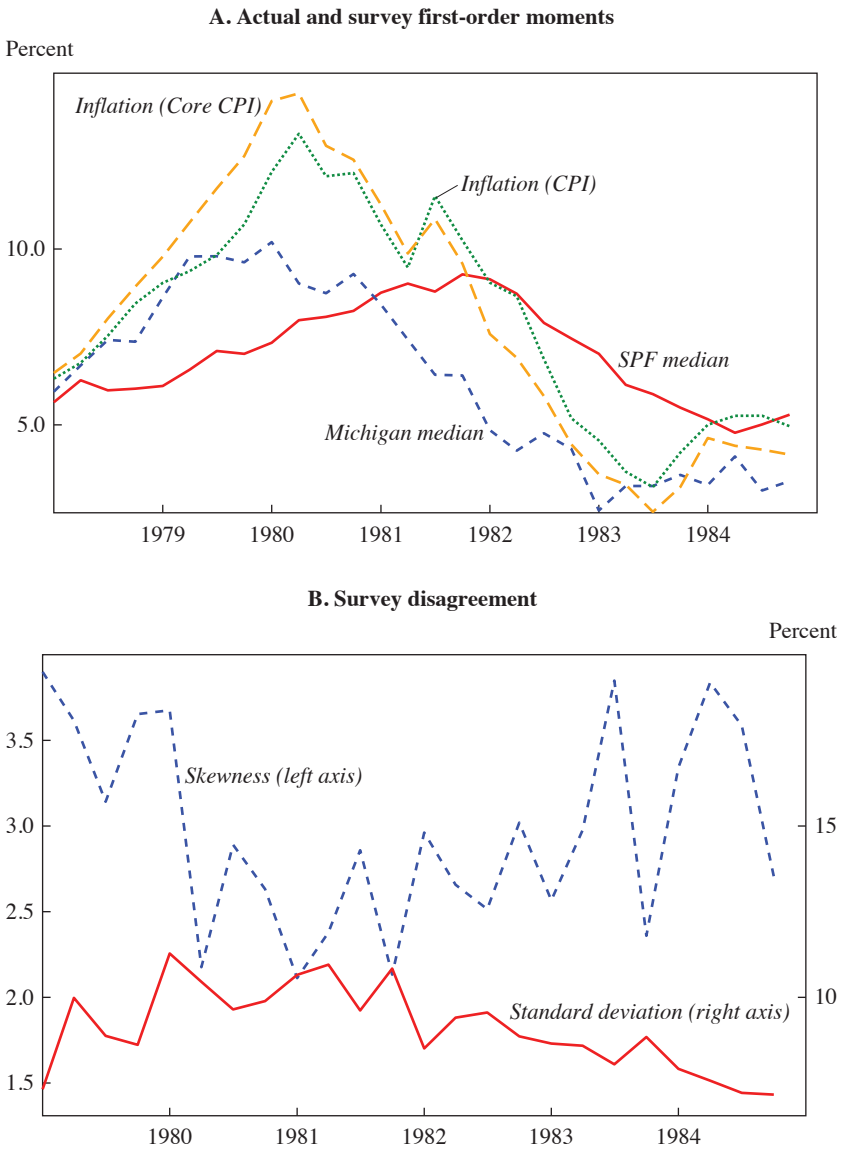 A. Actual and survey first-order moments
Percent
Inflation (Core CPI)
Inflation (CPI)
10.0
SPF median
5.0
Michigan median
1979 1980 1981 1982 1983 1984
B. Survey disagreement
Percent
3.5
Skewness (left axis)
3.0 15
2.5
2.0 10
Standard deviation (right axis)
1.5
1980 1981 1982 1983 1984